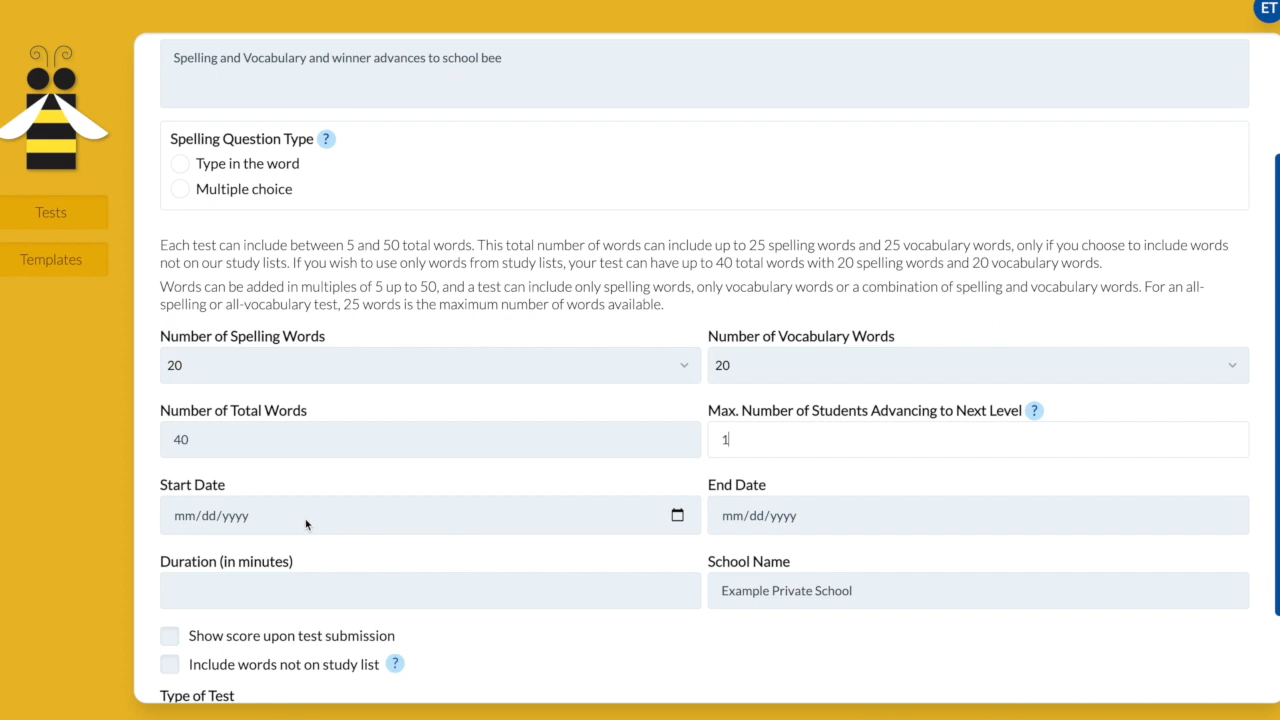 ET
Spelling and Vocabulary and winner advances to school bee
Spelling Question Type ?
Type in the word
Multiple choice
Tests
Templates
Each test can include between 5 and 50 total words. This total number of words can include up to 25 spelling words and 25 vocabulary words, only if you choose to include words
not on our study lists. If you wish to use only words from study lists, your test can have up to 40 total words with 20 spelling words and 20 vocabulary words.
Words can be added in multiples of 5 up to 50, and a test can include only spelling words, only vocabulary words or a combination of spelling and vocabulary words. For an all-
spelling or all-vocabulary test, 25 words is the maximum number of words available.
Number of Spelling Words
20
Number of Vocabulary Words
20
Number of Total Words
40
Max. Number of Students Advancing to Next Level ?
1
Start Date
mm/dd/yyyy
End Date
mm/dd/yyyy
Duration (in minutes)
School Name
Example Private School
Show score upon test submission
Include words not on study list ?
Type of Test